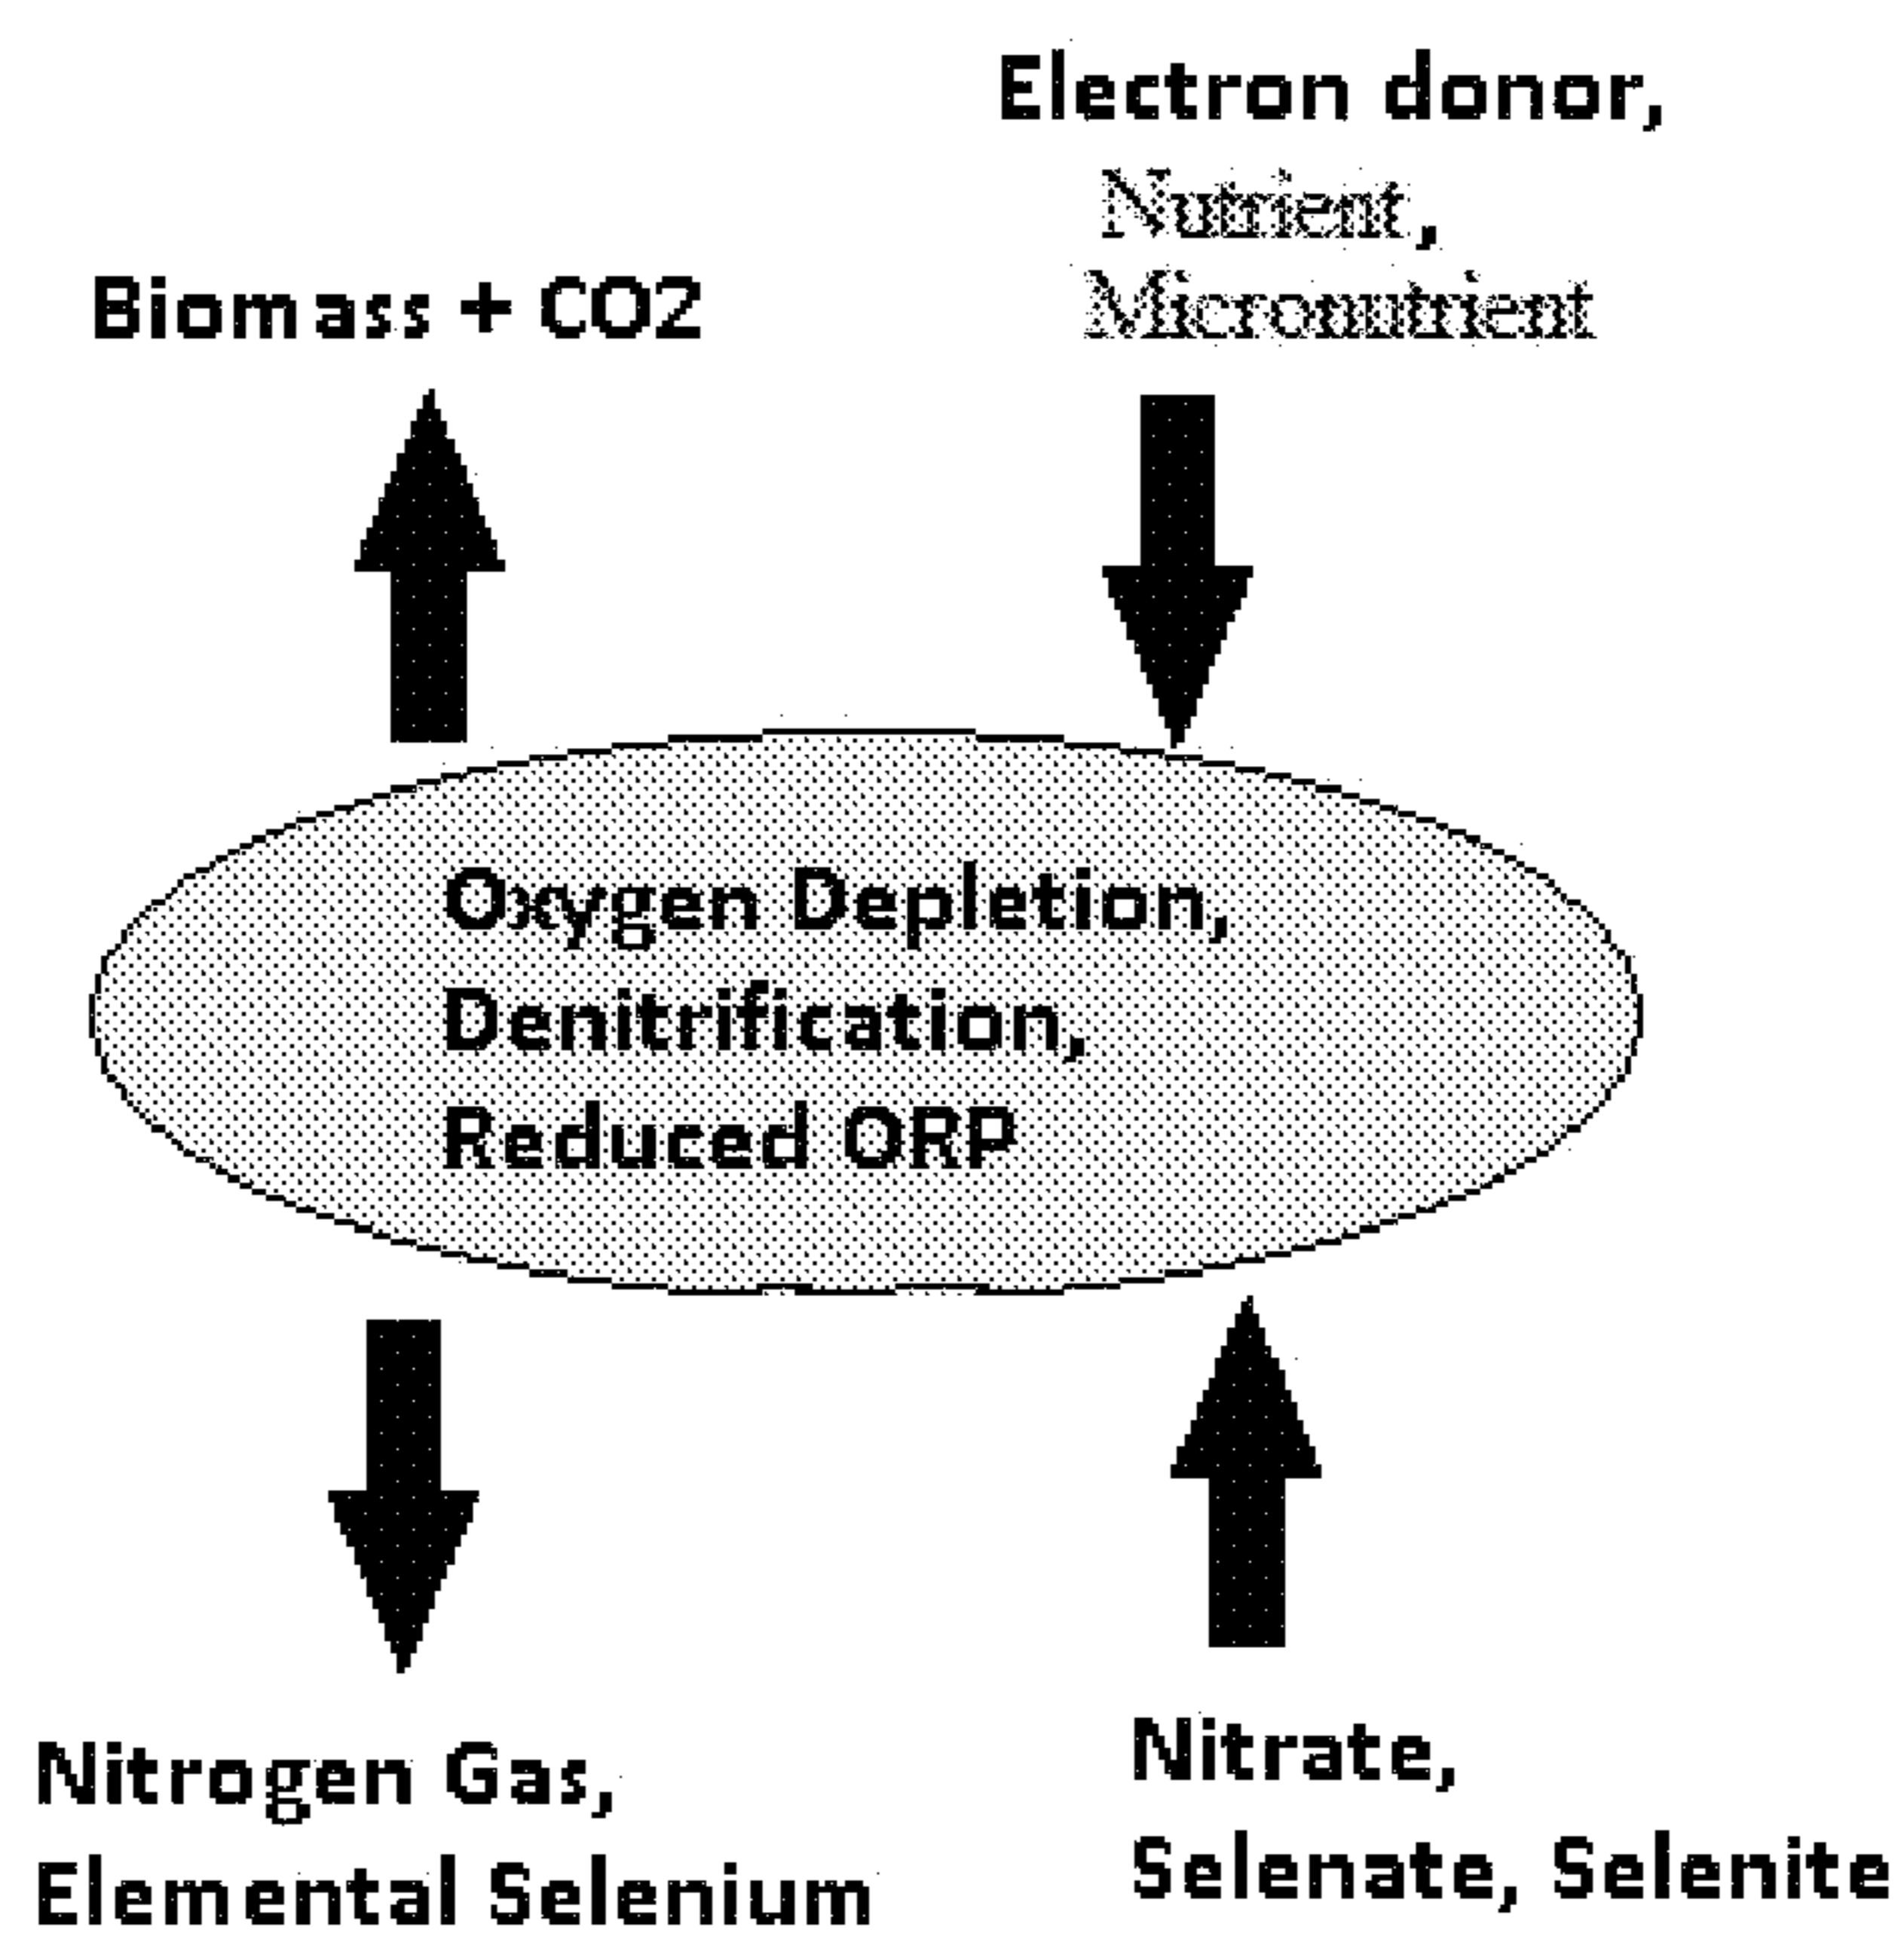 Electron donor,
Nutrient,
Micronutrient
Biomass + CO2
Oxygen Depletion,
Denitrification,
Reduced ORP
Nitrogen Gas,
Elemental Selenium
Nitrate,
Selenate, Selenite